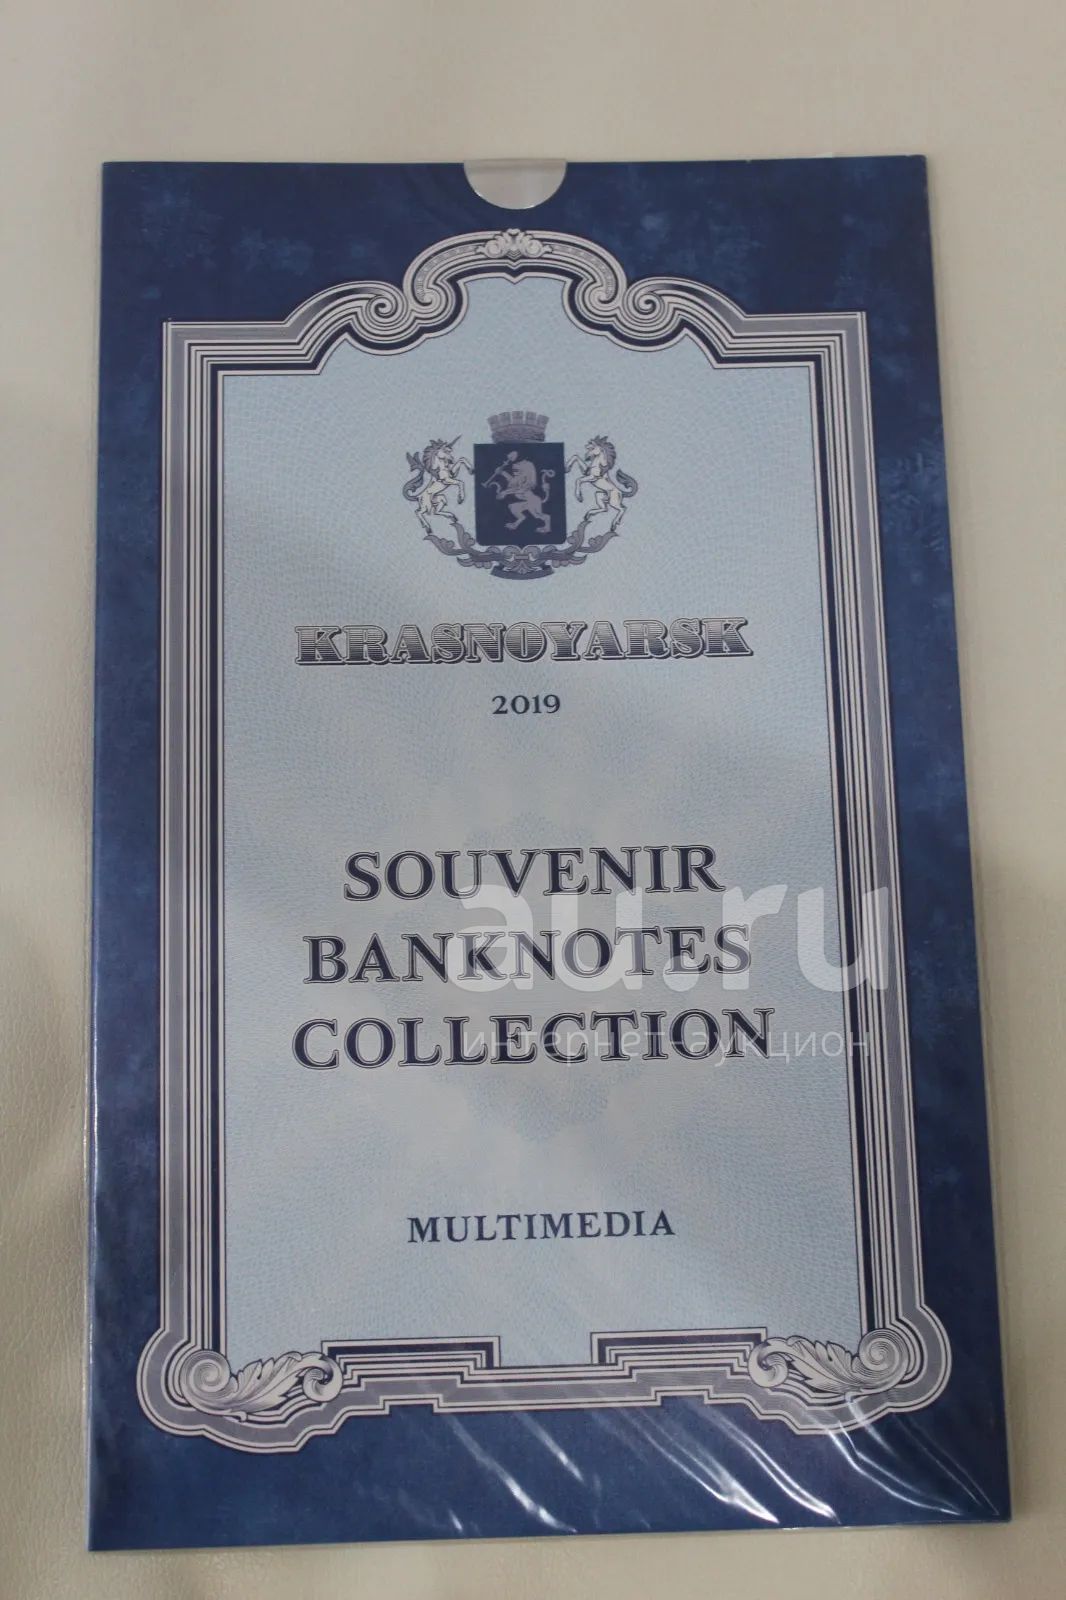 KRASNOYARSK
2019
SOUVENIR
BANKNOTES
COLLECTION
MULTIMEDIA
au.ru
интернет-аукцион